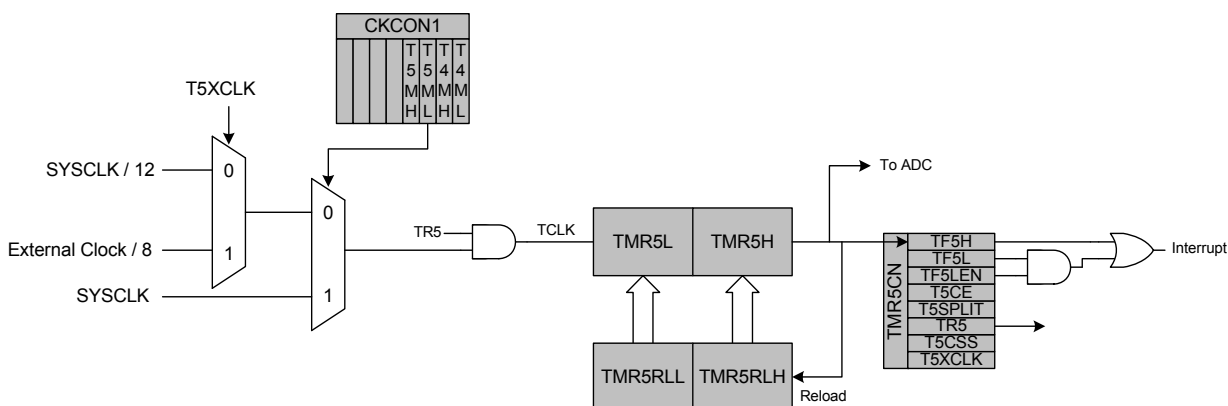 CKCON1
T5MH
T5ML
T4MH
T4ML
T5XCLK
SYSCLK / 12
0
1
External Clock / 8
SYSCLK
0
1
TR5
TCLK
TMR5L
TMR5H
To ADC
TMR5RLL
TMR5RLH
Reload
TMR5CN
TF5H
TF5L
TF5LEN
T5CE
T5SPLIT
TR5
T5CSS
T5XCLK
Interrupt